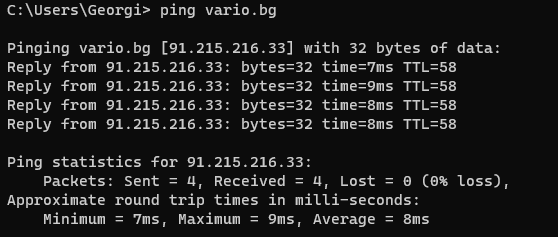 C:\Users\Georgi> ping vario.bg
Pinging vario.bg [91.215.216.33] with 32 bytes of data:
Reply from 91.215.216.33: bytes=32 time=7ms TTL=58
Reply from 91.215.216.33: bytes=32 time=9ms TTL=58
Reply from 91.215.216.33: bytes=32 time=8ms TTL=58
Reply from 91.215.216.33: bytes=32 time=8ms TTL=58
Ping statistics for 91.215.216.33:
Packets: Sent = 4, Received = 4, Lost = 0 (0% loss),
Approximate round trip times in milli-seconds:
Minimum = 7ms, Maximum = 9ms, Average = 8ms